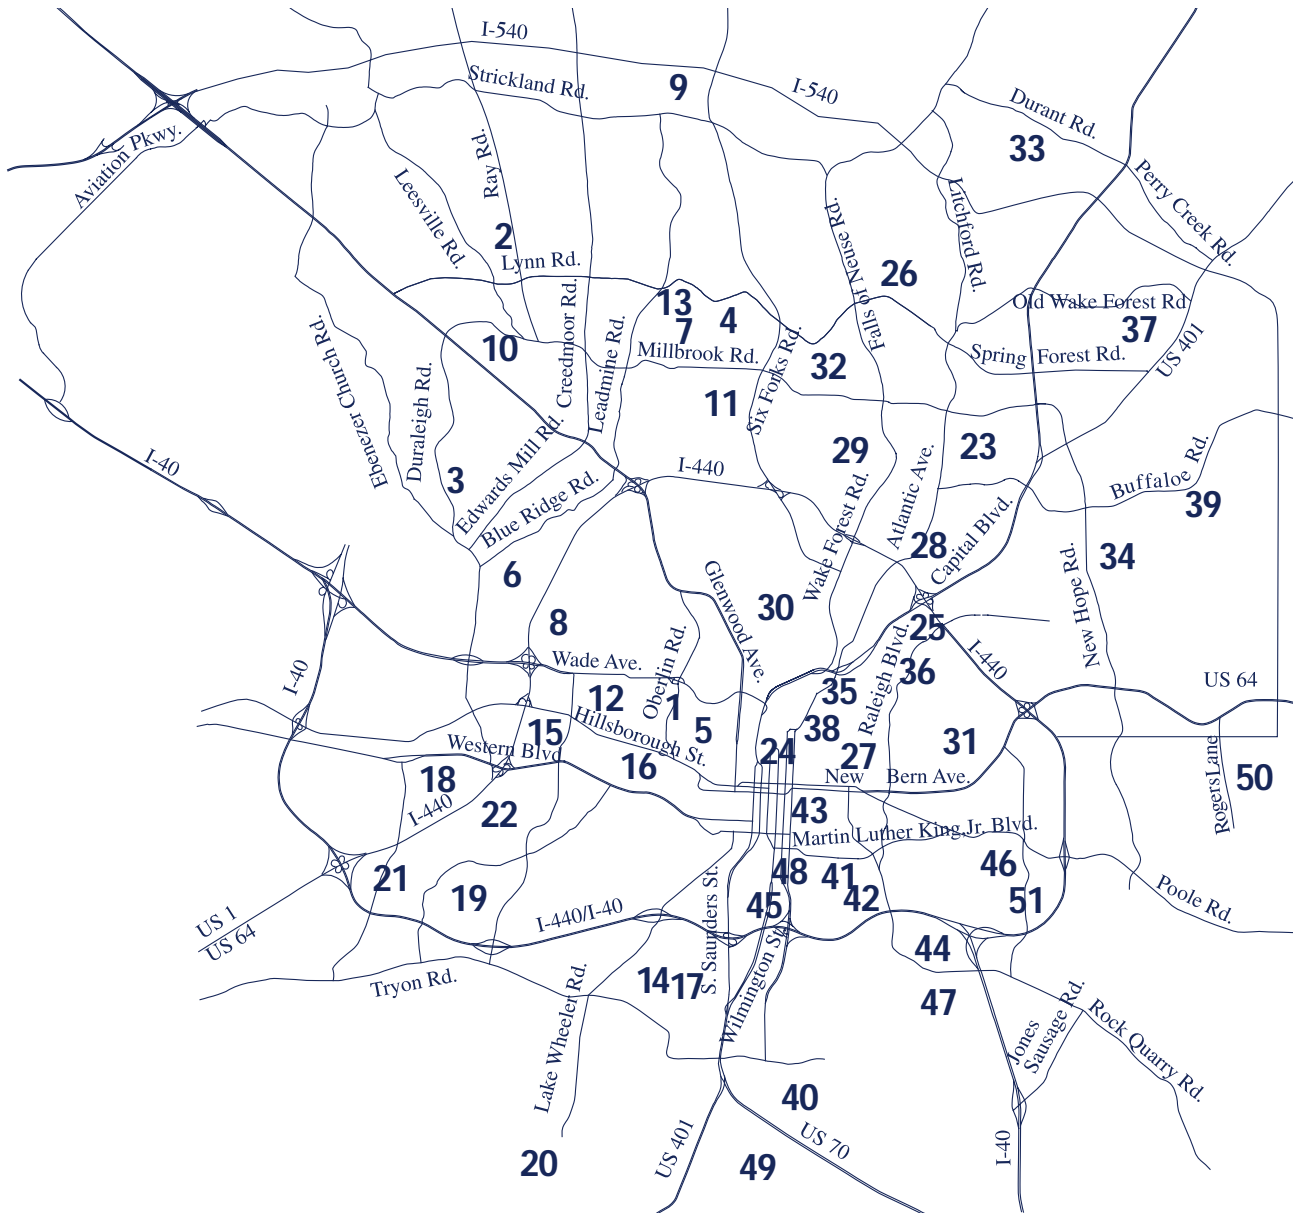 I-540
Strickland Rd.
9
I-540
Durant Rd.
33
Aviation Pkwy.
Ray Rd.
Leesville Rd.
Perry Creek Rd.
Litchford Rd.
2
Lynn Rd.
Falls of Neuse Rd.
26
13
7
4
Old Wake Forest Rd
37
10
Creedmoor Rd.
Leadmine Rd.
Millbrook Rd.
Six Forks Rd.
32
Spring Forest Rd.
US 401
Ebenezer Church Rd.
Duraleigh Rd.
11
29
23
I-40
3
Edwards Mill Rd.
Blue Ridge Rd.
I-440
Wake Forest Rd.
Atlantic Ave.
Capital Blvd.
Buffaloe Rd.
39
28
34
New Hope Rd.
6
Glenwood Ave.
30
8
25
Wade Ave.
Oberlin Rd.
Raleigh Blvd.
36
I-440
I-40
12
1
5
35
38
US 64
Hillsborough St.
15
Western Blvd
16
24
27
31
18
New Bern Ave.
Rogers Lane
50
I-440
22
43
Martin Luther King,Jr. Blvd.
21
19
48
41
42
46
51
Poole Rd.
US 1
US 64
I-440/I-40
S. Saunders St.
45
Wilmington St.
44
Tryon Rd.
14
17
47
Lake Wheeler Rd.
Jones
Sausage Rd.
Rock Quarry Rd.
40
20
US 401
49
US 70
I-40